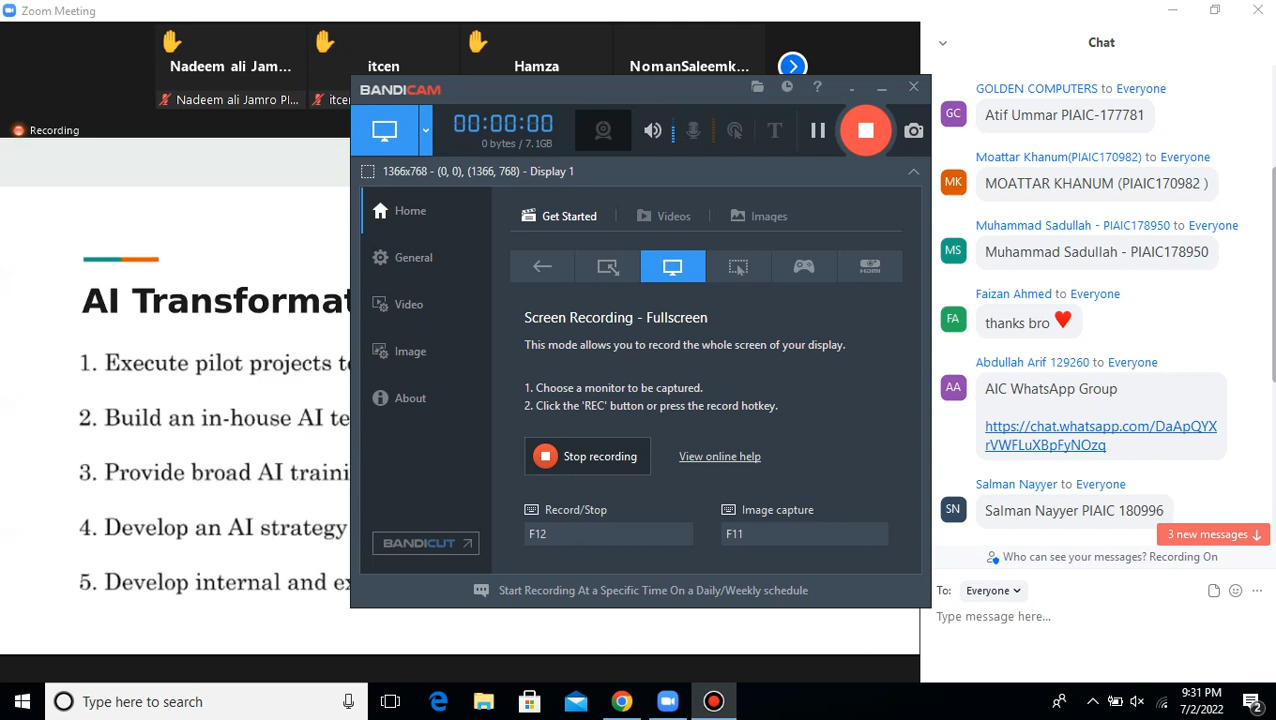 Zoom Meeting
Nadeem ali Jam...
itcen
Hamza
NomanSaleemk...
Nadeem ali Jamro PI...
Recording
AI Transformat
1. Execute pilot projects to
2. Build an in-house AI te
3. Provide broad AI traini
4. Develop an AI strategy
5. Develop internal and ex
BANDICAM
00:00:00
0 bytes / 7.1GB
1366x768 - (0, 0), (1366, 768) - Display 1
Home
General
Video
Image
About
BANDICUT
Get Started
Videos
Images
HDMI
Screen Recording - Fullscreen
This mode allows you to record the whole screen of your display.
1. Choose a monitor to be captured.
2. Click the 'REC' button or press the record hotkey.
Stop recording
View online help
Record/Stop
Image capture
F12
F11
Start Recording At a Specific Time On a Daily/Weekly schedule
Chat
GOLDEN COMPUTERS to Everyone
GC
Atif Ummar PIAIC-177781
Moattar Khanum(PIAIC170982) to Everyone
MK
MOATTAR KHANUM (PIAIC170982 )
Muhammad Sadullah - PIAIC178950 to Everyone
MS
Muhammad Sadullah - PIAIC178950
Faizan Ahmed to Everyone
FA
thanks bro ❤
Abdullah Arif 129260 to Everyone
AA
AIC WhatsApp Group
https://chat.whatsapp.com/DaApQYX
rVWFLuXBpFyNOzq
Salman Nayyer to Everyone
SN
Salman Nayyer PIAIC 180996
3 new messages
Who can see your messages? Recording On
To: Everyone
Type message here...
Type here to search
9:31 PM
7/2/2022
2